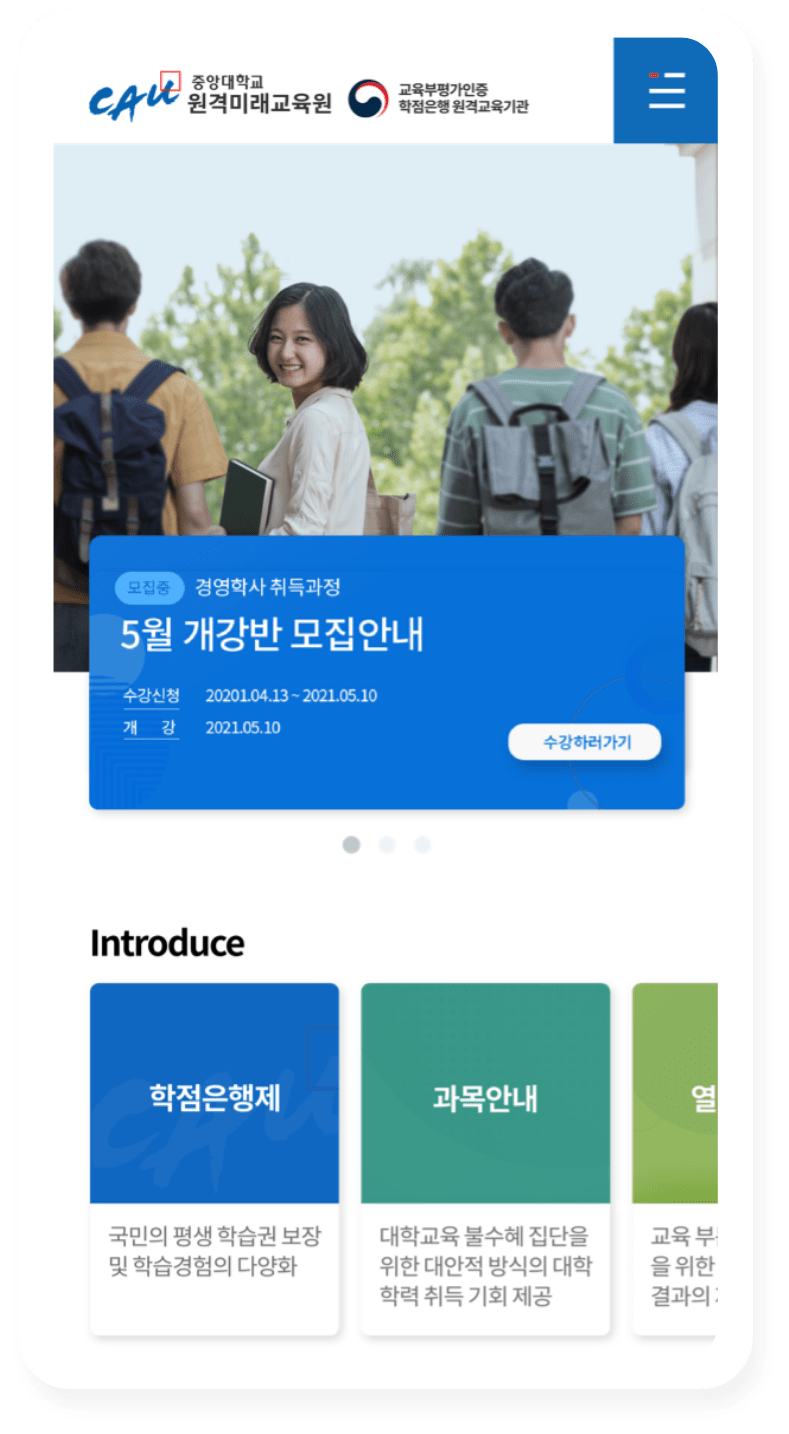 CAU
중앙대학교
원격미래교육원
교육부평가인증
학점은행 원격교육기관
모집중 경영학사 취득과정
5월 개강반 모집안내
수강신청 20201.04.13 ~ 2021.05.10
개 강 2021.05.10
수강하러가기
Introduce
학점은행제
국민의 평생 학습권 보장
및 학습경험의 다양화
과목안내
대학교육 불수혜 집단을
위한 대안적 방식의 대학
학력 취득 기회 제공
열
교육 부
을 위한
결과의